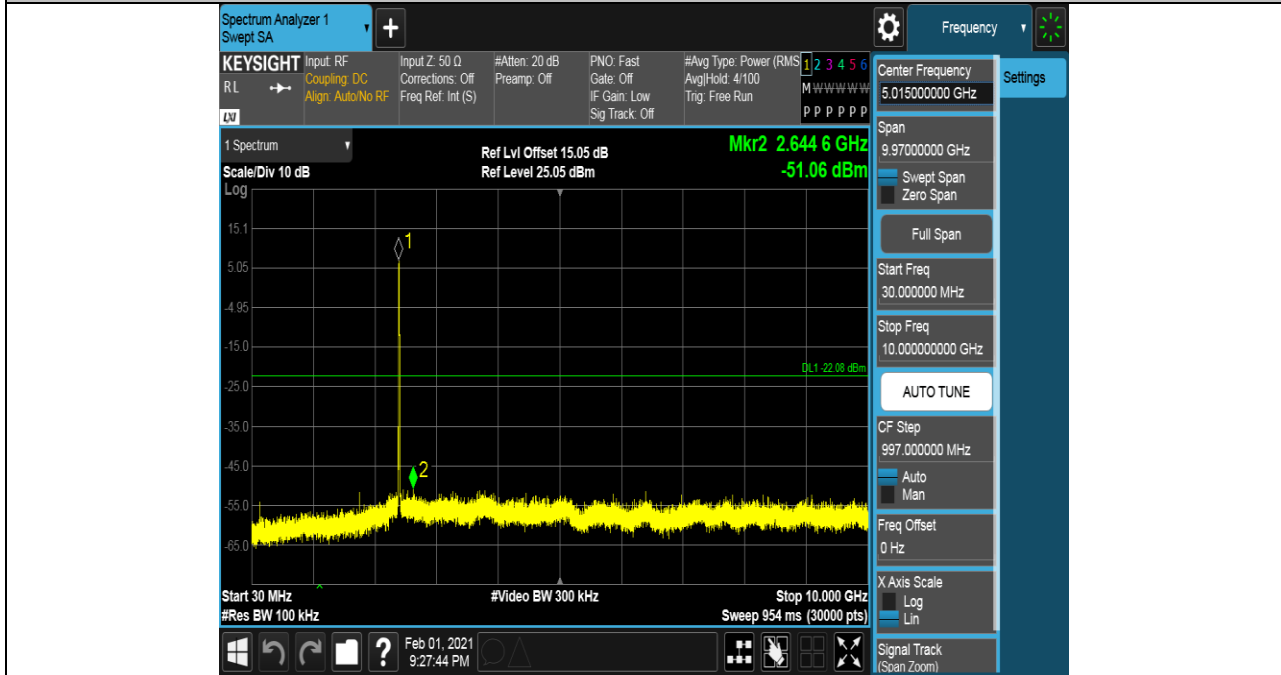 Spectrum Analyzer 1
Swept SA
+
Frequency
KEYSIGHT
RL
LXI
Input: RF
Coupling: DC
Align: Auto/No RF
Input Z: 50 Ω
Corrections: Off
Freq Ref: Int (S)
#Atten: 20 dB
Preamp: Off
PNO: Fast
Gate: Off
IF Gain: Low
Sig Track: Off
#Avg Type: Power (RMS
Avg|Hold: 4/100
Trig: Free Run
1 2 3 4 5 6
M W W W W W
P P P P P P
1 Spectrum
Scale/Div 10 dB
Log
Ref Lvl Offset 15.05 dB
Ref Level 25.05 dBm
Mkr2 2.644 6 GHz
-51.06 dBm
15.1
5.05
-4.95
-15.0
-25.0
-35.0
-45.0
-55.0
-65.0
1
2
DL1 -22.08 dBm
Start 30 MHz
#Res BW 100 kHz
#Video BW 300 kHz
Stop 10.000 GHz
Sweep 954 ms (30000 pts)
?
Feb 01, 2021
9:27:44 PM
Center Frequency
5.015000000 GHz
Settings
Span
9.97000000 GHz
Swept Span
Zero Span
Full Span
Start Freq
30.000000 MHz
Stop Freq
10.000000000 GHz
AUTO TUNE
CF Step
997.000000 MHz
Auto
Man
Freq Offset
0 Hz
X Axis Scale
Log
Lin
Signal Track
(Span Zoom)